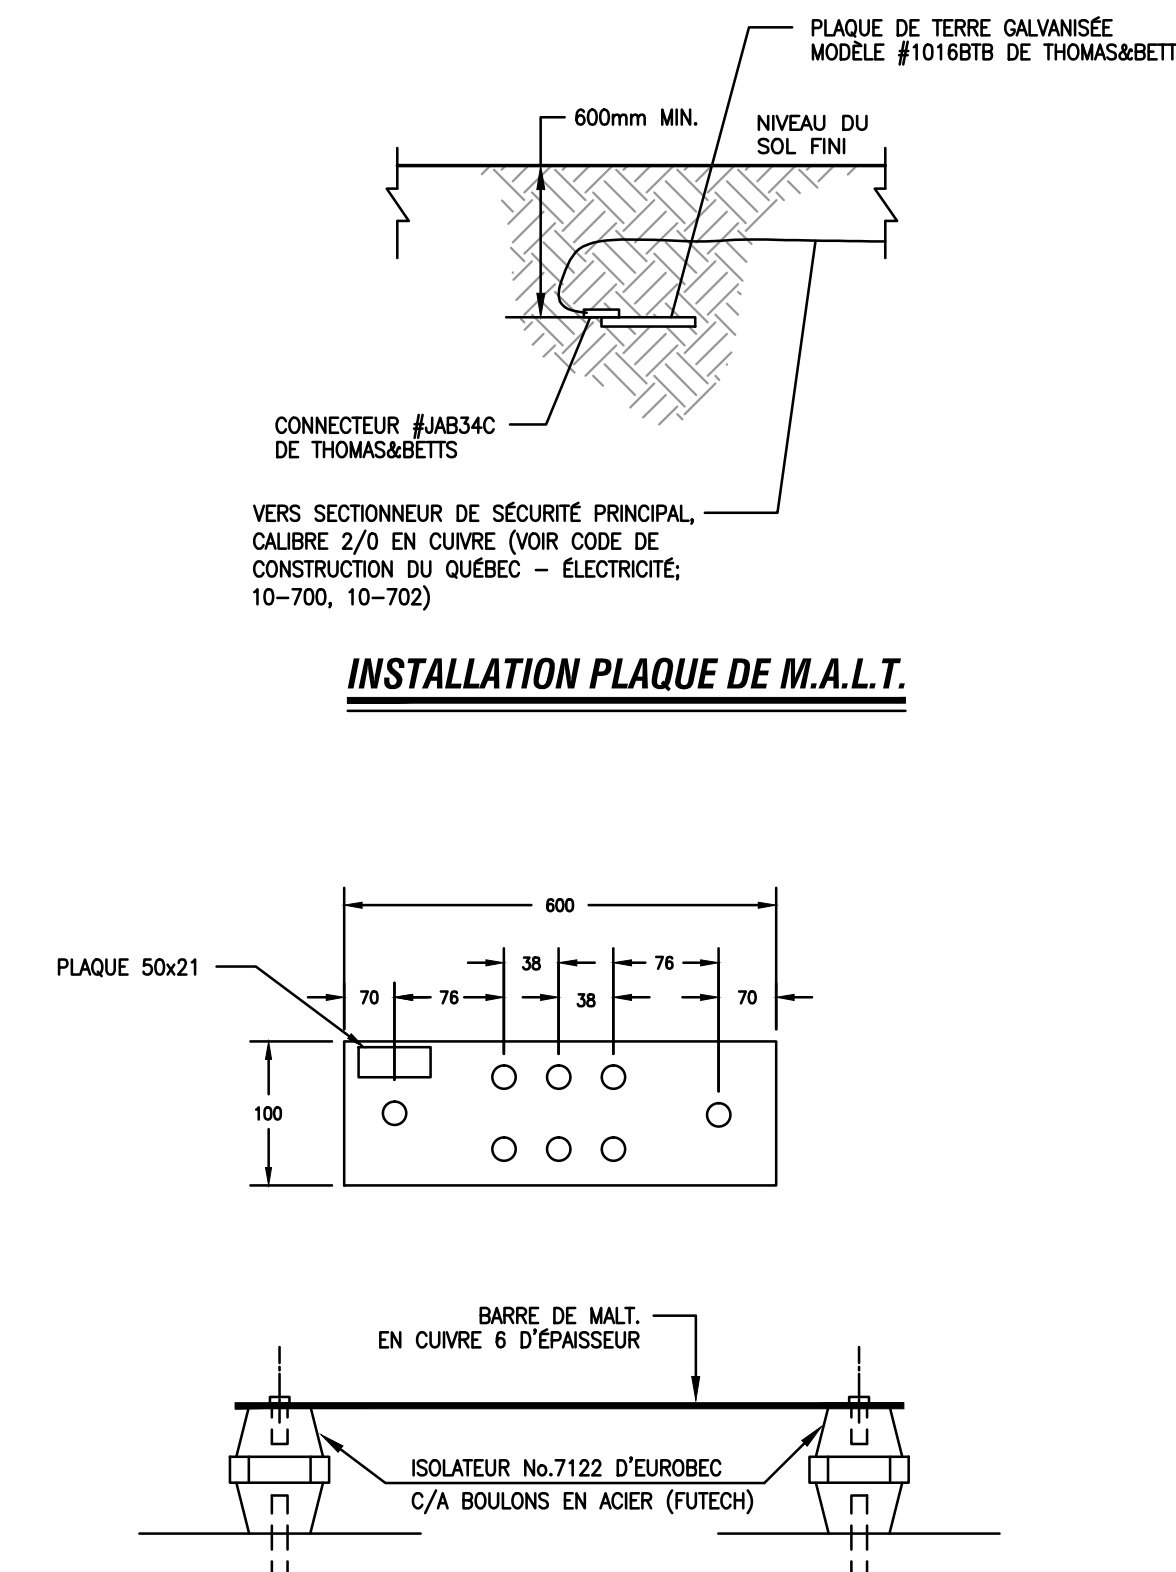 PLAQUE DE TERRE GALVANISÉE
MODÈLE #1016BTB DE THOMAS&BETT
600mm MIN.
NIVEAU DU
SOL FINI
CONNECTEUR #JAB34C
DE THOMAS&BETTS
VERS SECTIONNEUR DE SÉCURITÉ PRINCIPAL,
CALIBRE 2/0 EN CUIVRE (VOIR CODE DE
CONSTRUCTION DU QUÉBEC – ÉLECTRICITÉ;
10–700, 10–702)
INSTALLATION PLAQUE DE M.A.L.T.
600
PLAQUE 50x21
38
76
70
76
38
70
100
BARRE DE MALT.
EN CUIVRE 6 D'ÉPAISSEUR
ISOLATEUR No.7122 D'EUROBEC
C/A BOULONS EN ACIER (FUTECH)